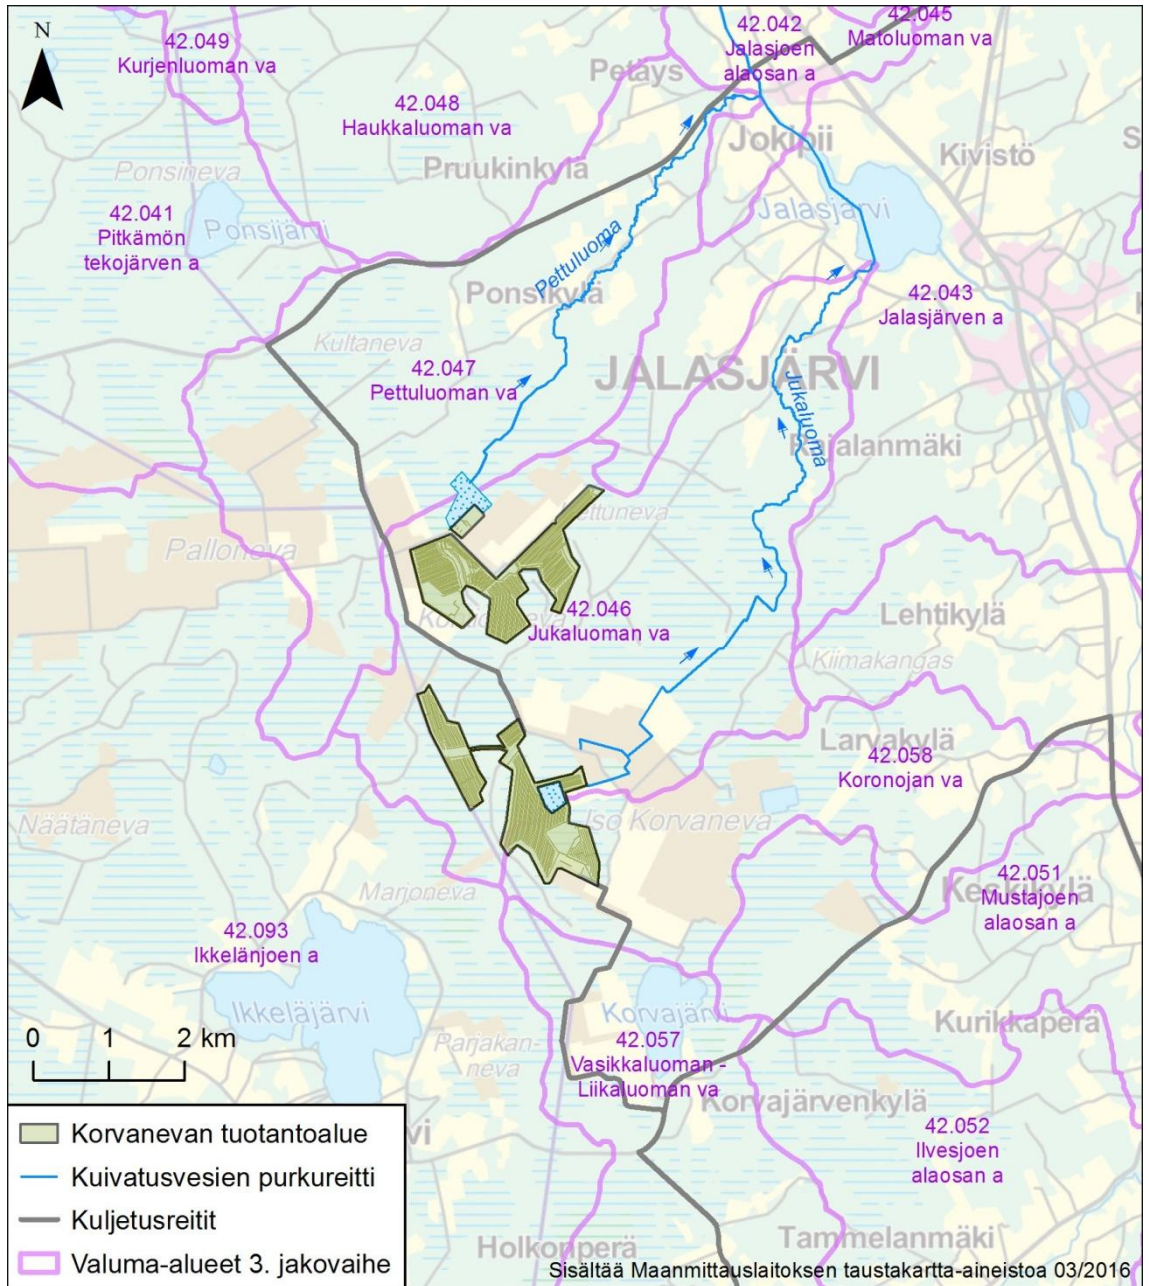 N
42.049
Kurjenluoman va
42.042
Jalasjoen
alaosan a
42.045
Matoluoman va
Petäys
42.048
Haukkaluoman va
Jokipii
Kivistö
S
Pruukinkylä
Ponsineva
42.041
Pitkämön
tekojärven a
Ponsijärvi
Jalasjärvi
Pettuluoma
Ponsikylä
42.043
Jalasjärven a
Kultaneva
42.047
Pettuluoman va
JALASJÄRVI
Jukaluoma
Rajalanmäki
Palloneva
42.046
Jukaluoman va
Lehtikylä
Kiimakangas
Larvakylä
42.058
Koronojan va
Näätäneva
Iso Korvaneva
Marjoneva
42.051
Mustajoen
alaosan a
Keskikylä
42.093
Ikkelänjoen a
Ikkeläjärvi
Korvajärvi
Kurikkaperä
0 1 2 km
Parjakan-
neva
42.057
Vasikkaluoman -
Liikaluoman va
Korvajärvenkylä
42.052
Ilvesjoen
alaosan a
vi
Korvanevan tuotantoalue
Kuivatusvesien purkureitti
Kuljetusreitit
Valuma-alueet 3. jakovaihe
Holkonperä
Tammelanmäki
Sisältää Maanmittauslaitoksen taustakartta-aineistoa 03/2016